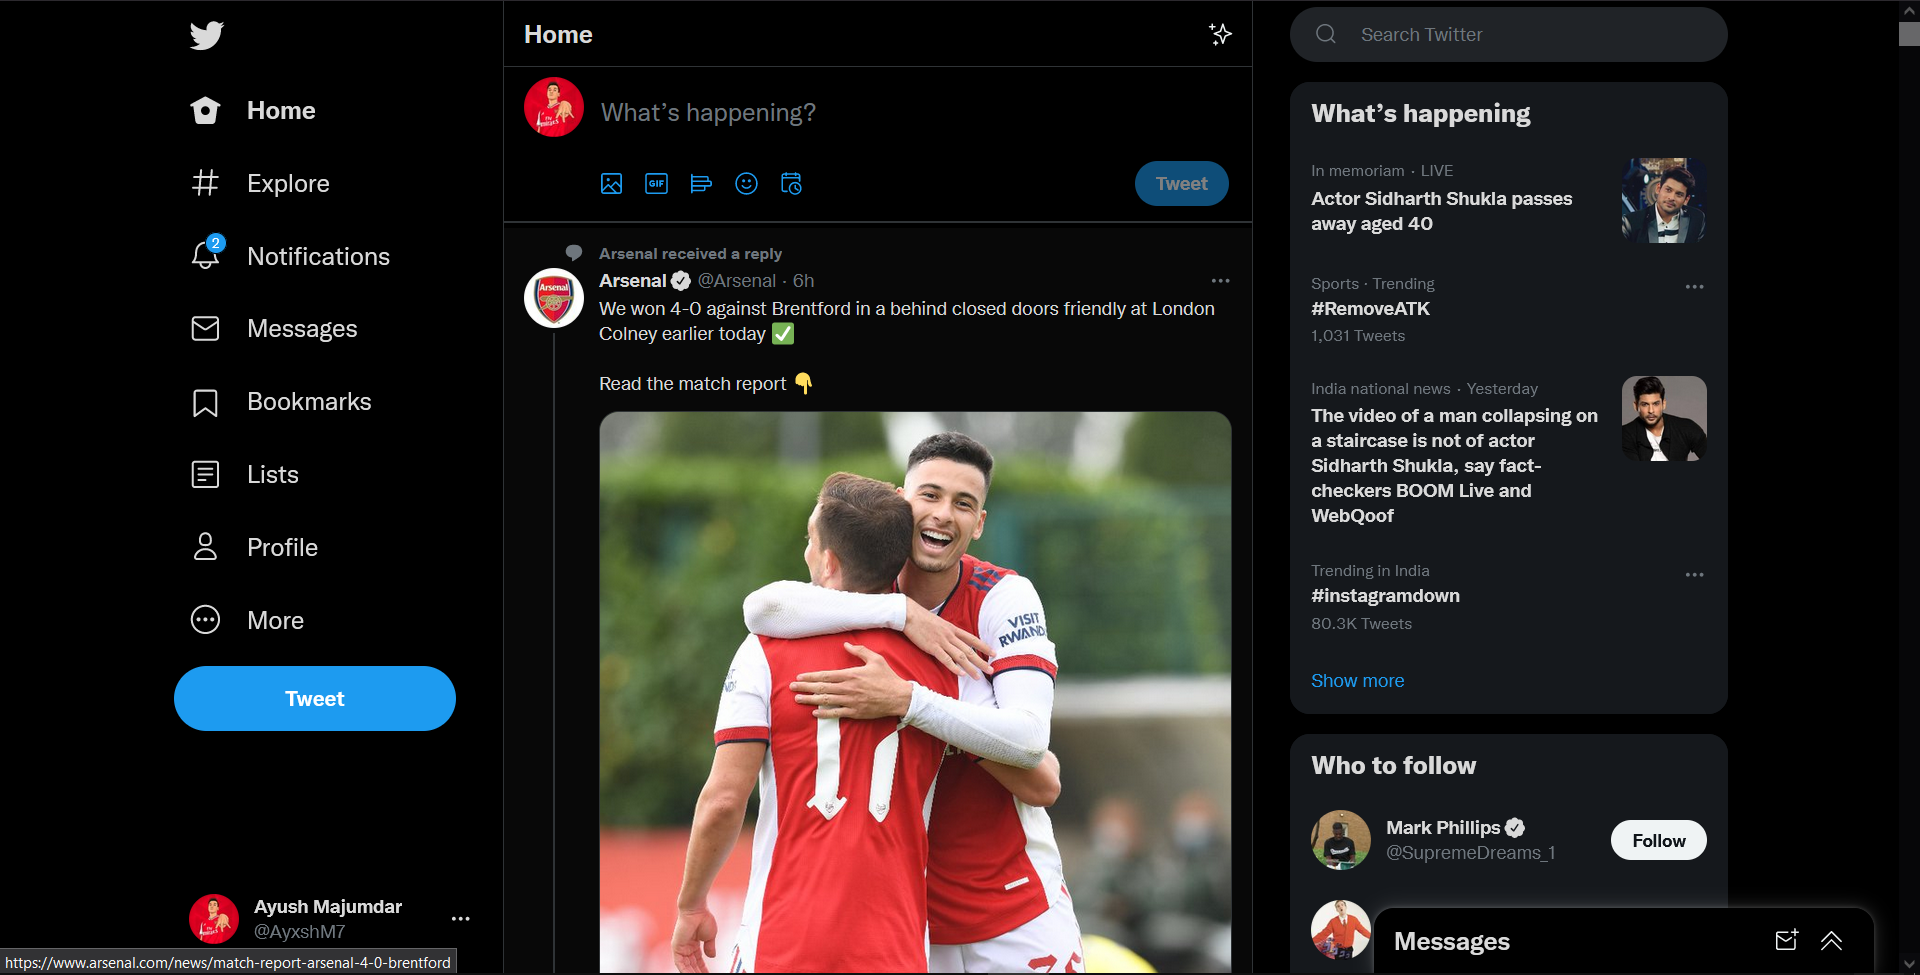 Home
Explore
2
Notifications
Messages
Bookmarks
Lists
Profile
More
Tweet
Ayush Majumdar
@AyxshM7
https://www.arsenal.com/news/match-report-arsenal-4-0-brentford
Home
What's happening?
GIF
Tweet
Arsenal received a reply
Arsenal @Arsenal · 6h
We won 4-0 against Brentford in a behind closed doors friendly at London
Colney earlier today ✅
Read the match report 👇
Arsenal
VISIT
RWANDA
17
Search Twitter
What's happening
In memoriam · LIVE
Actor Sidharth Shukla passes
away aged 40
Sports · Trending
#RemoveATK
1,031 Tweets
India national news · Yesterday
The video of a man collapsing on
a staircase is not of actor
Sidharth Shukla, say fact-
checkers BOOM Live and
WebQoof
Trending in India
#instagramdown
80.3K Tweets
Show more
Who to follow
Mark Phillips
@SupremeDreams_1
Follow
Messages